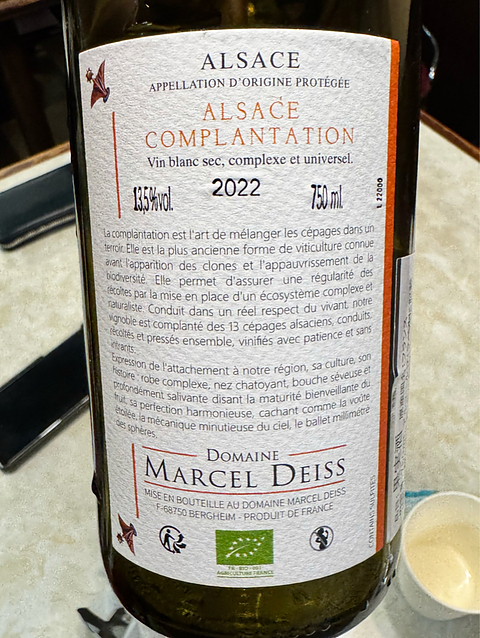 ALSACE
APPELLATION D'ORIGINE PROTÉGÉE
ALSACE
COMPLANTATION
Vin blanc sec, complexe et universel.
13,5%vol. 2022 750 ml
L 22000
La complantation est l'art de mélanger les cépages dans un
terroir. Elle est la plus ancienne forme de viticulture connue
avant l'apparition des clones et l'appauvrissement de la
biodiversité. Elle permet d'assurer une régularité des
récoltes par la mise en place d'un écosystème complexe et
naturaliste. Conduit dans un réel respect du vivant, notre
vignoble est complanté des 13 cépages alsaciens, conduits,
récoltés et pressés ensemble, vinifiés avec patience et sans
intrants.
Expression de l'attachement à notre région, sa culture, son
histoire : robe complexe, nez chatoyant, bouche séveuse et
profondément salivante disant la maturité bienveillante du
fruit, sa perfection harmonieuse, cachant comme la voûte
étoilée, la mécanique minutieuse du ciel, le ballet millimétré
des sphères.
DOMAINE
MARCEL DEISS
MISE EN BOUTEILLE AU DOMAINE MARCEL DEISS
F-68750 BERGHEIM - PRODUIT DE FRANCE
CONTAINS SULPHITES
AGRICULTURE FRANCE